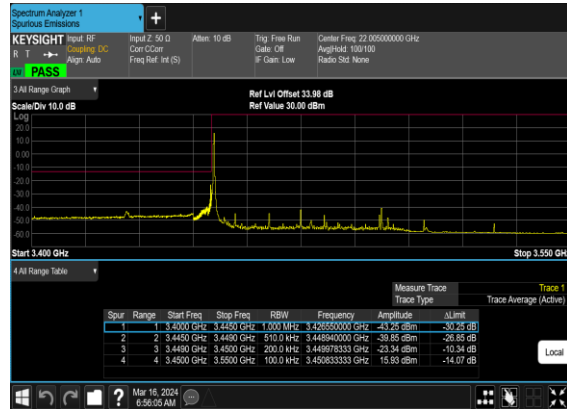 Spectrum Analyzer 1
Spurious Emissions
+
KEYSIGHT Input: RF Input Z: 50 Ω Atten: 10 dB Trig: Free Run Center Freq: 22.005000000 GHz
R T Coupling: DC Corr CCorr Gate: Off Avg|Hold: 100/100
Align: Auto Freq Ref: Int (S) IF Gain: Low Radio Std: None
PASS
3 All Range Graph
Ref Lvl Offset 33.98 dB
Scale/Div 10.0 dB Ref Value 30.00 dBm
Log
20.0
10.0
0.00
-10.0
-20.0
-30.0
-40.0
-50.0
-60.0
Start 3.400 GHz Stop 3.550 GHz
4 All Range Table
Measure Trace Trace 1
Trace Type Trace Average (Active)
Spur Range Start Freq Stop Freq RBW Frequency Amplitude ΔLimit
1 1 3.4000 GHz 3.4450 GHz 1.000 MHz 3.426550000 GHz -43.25 dBm -30.25 dB
2 2 3.4450 GHz 3.4490 GHz 510.0 kHz 3.448940000 GHz -39.85 dBm -26.85 dB
3 3 3.4490 GHz 3.4500 GHz 200.0 kHz 3.449978333 GHz -23.34 dBm -10.34 dB
4 4 3.4500 GHz 3.5500 GHz 100.0 kHz 3.450833333 GHz 15.93 dBm -14.07 dB
Local
?
Mar 16, 2024
6:56:05 AM